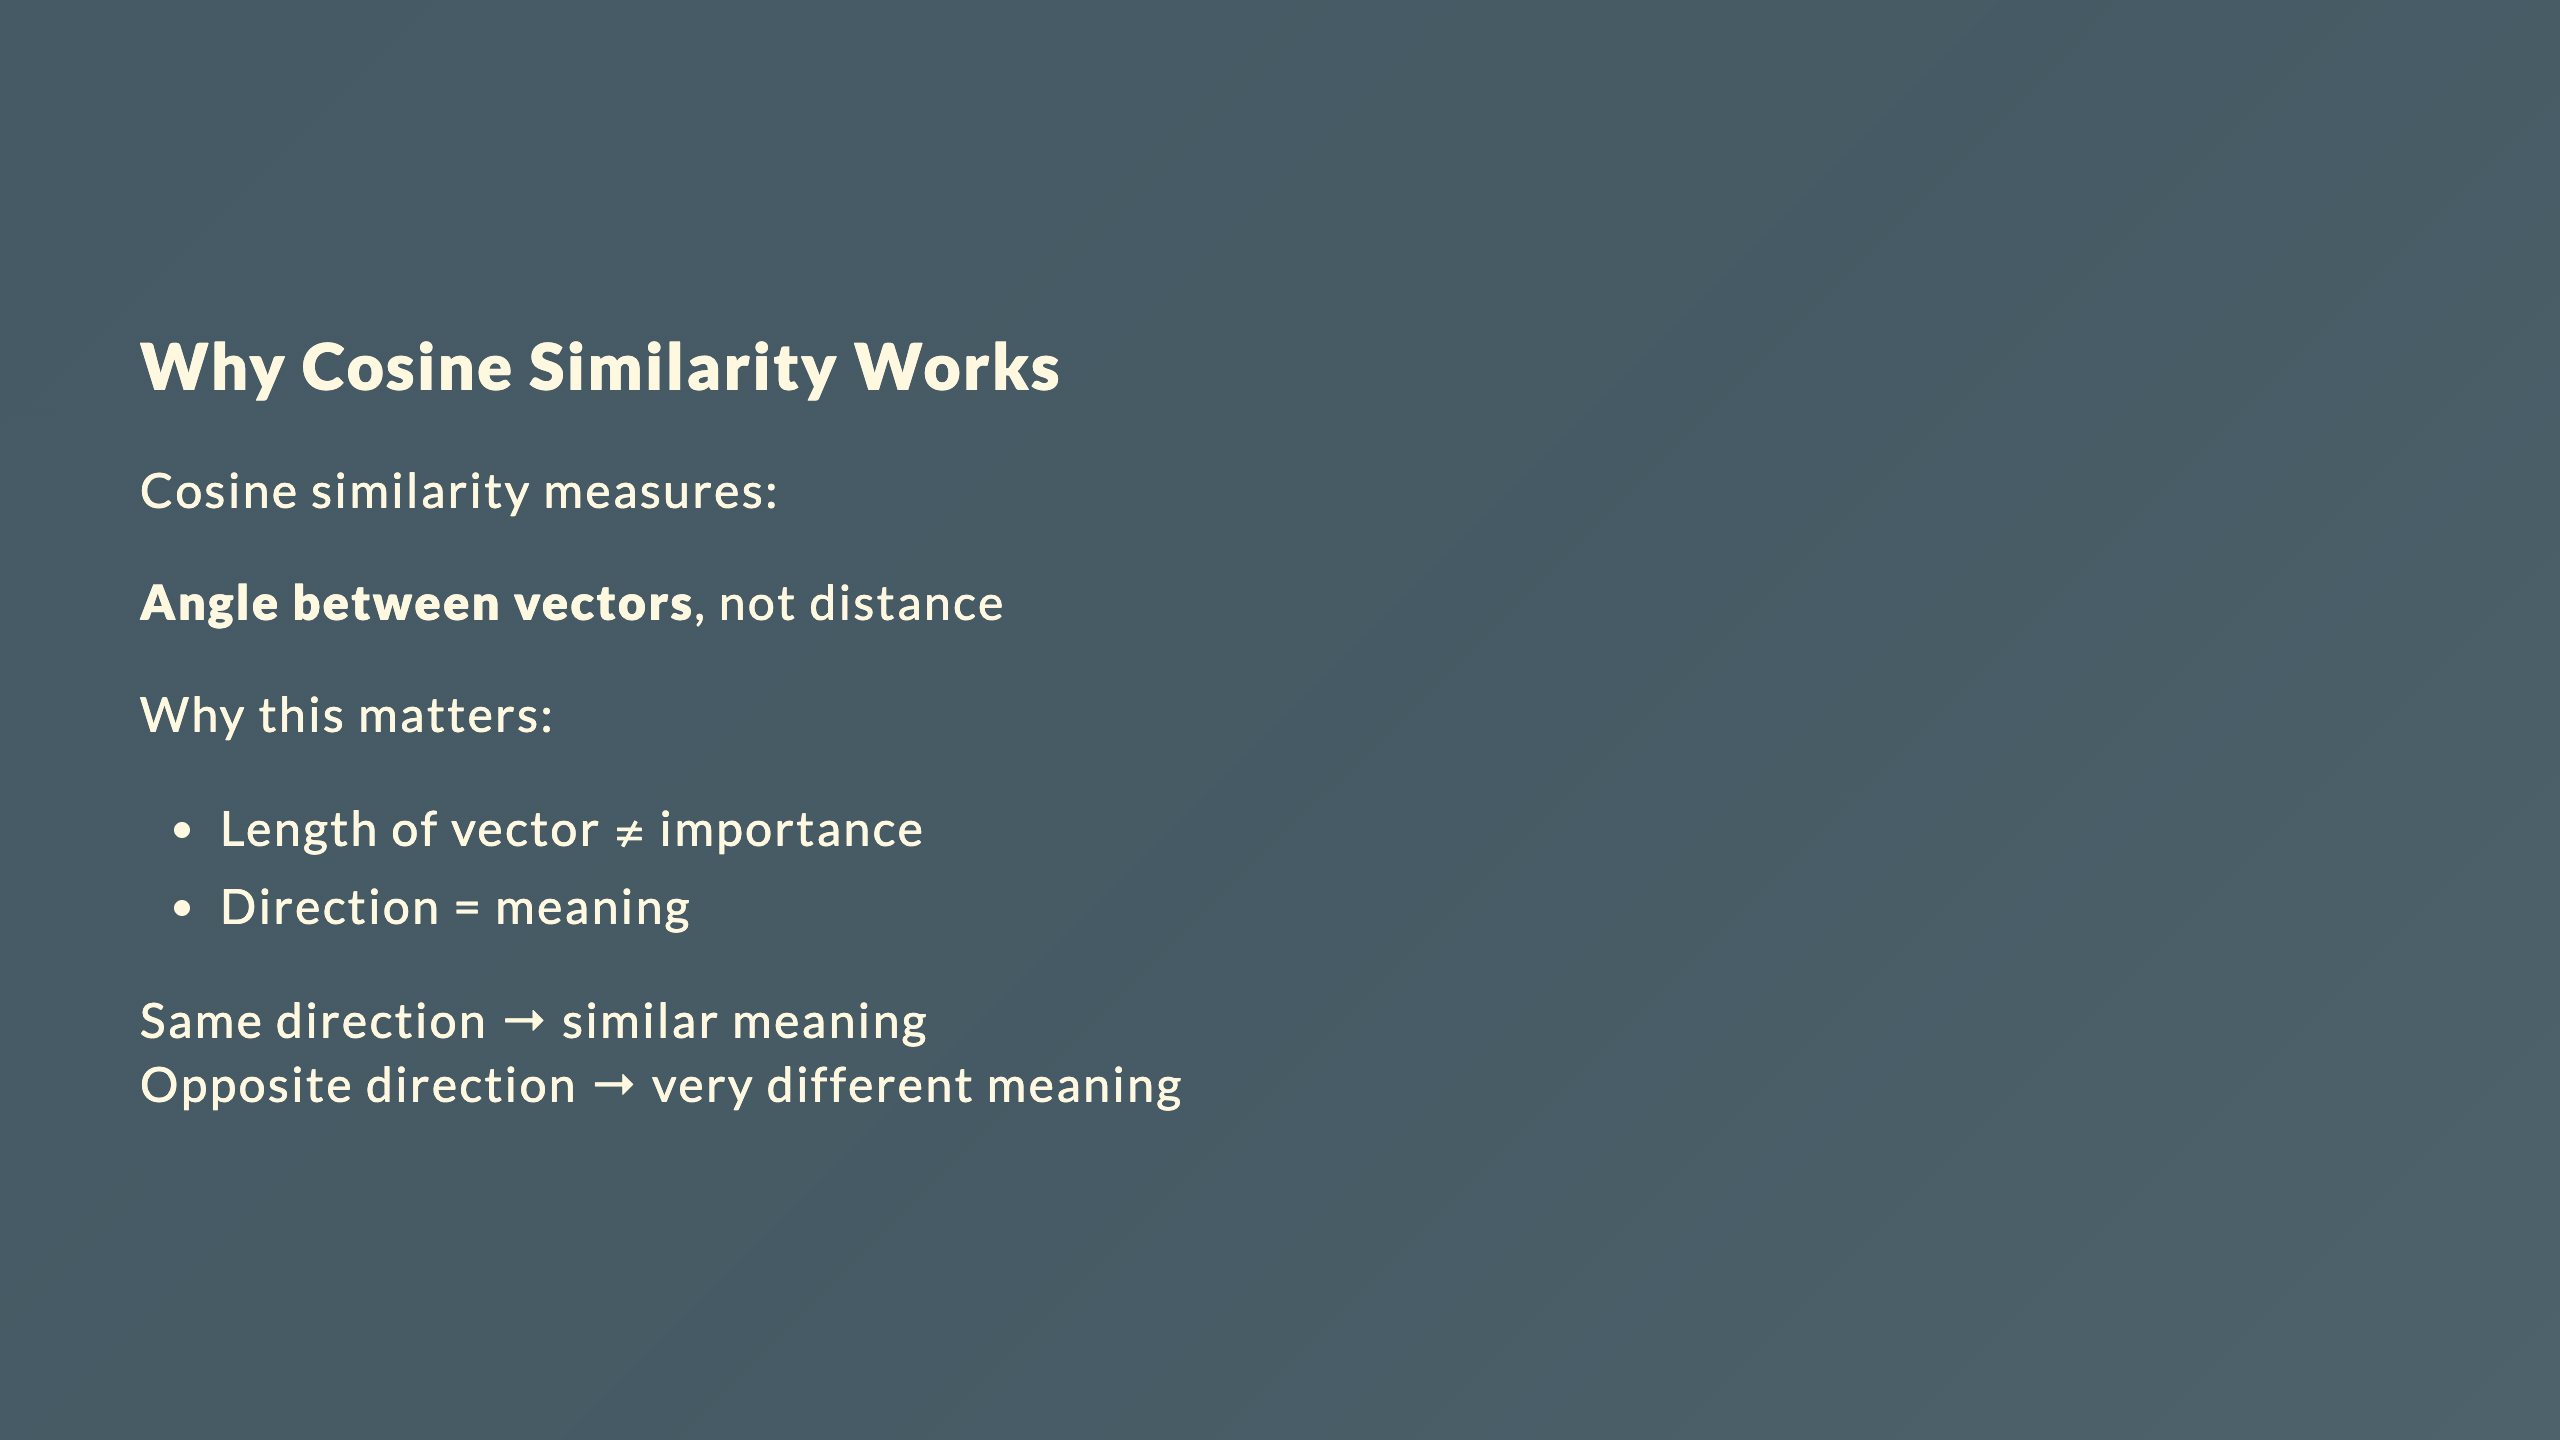 Why Cosine Similarity Works
Cosine similarity measures:
Angle between vectors, not distance
Why this matters:
• Length of vector ≠ importance
• Direction = meaning
Same direction → similar meaning
Opposite direction → very different meaning